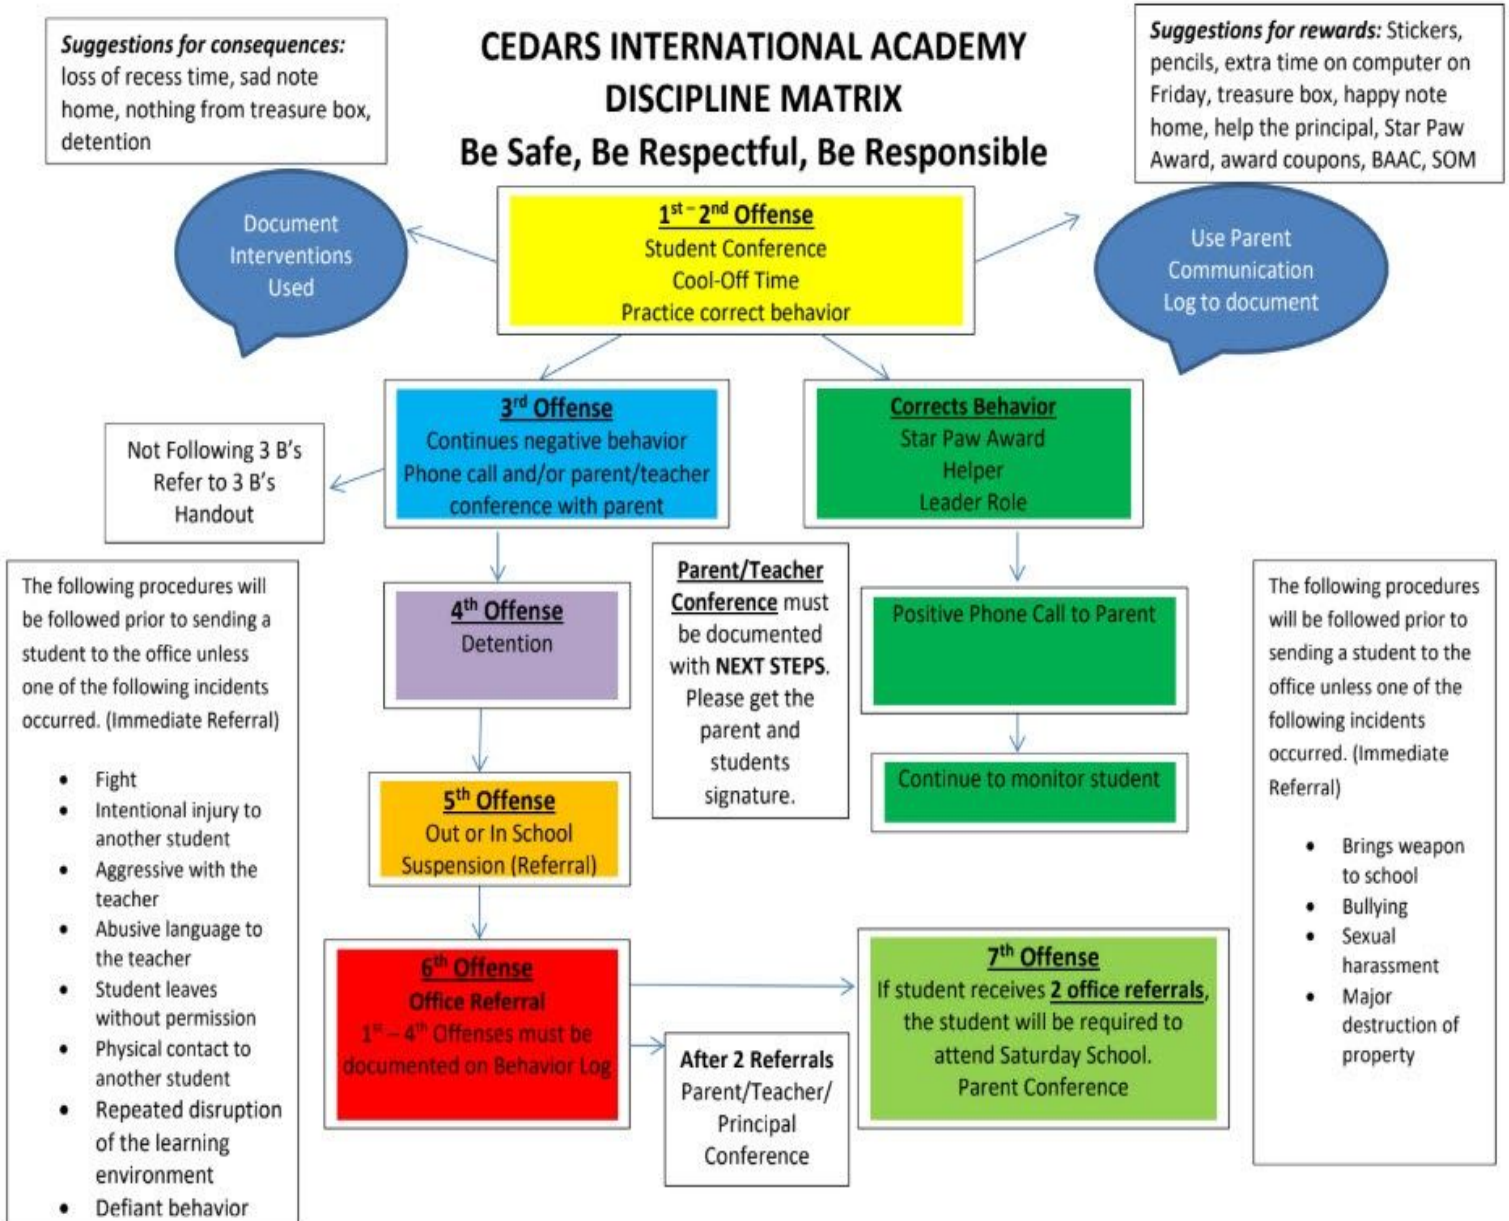 Suggestions for consequences:
loss of recess time, sad note
home, nothing from treasure box,
detention
CEDARS INTERNATIONAL ACADEMY
DISCIPLINE MATRIX
Be Safe, Be Respectful, Be Responsible
Suggestions for rewards: Stickers,
pencils, extra time on computer on
Friday, treasure box, happy note
home, help the principal, Star Paw
Award, award coupons, BAAC, SOM
Document
Interventions
Used
1st – 2nd Offense
Student Conference
Cool-Off Time
Practice correct behavior
Use Parent
Communication
Log to document
3rd Offense
Continues negative behavior
Phone call and/or parent/teacher
conference with parent
Corrects Behavior
Star Paw Award
Helper
Leader Role
Not Following 3 B's
Refer to 3 B's
Handout
The following procedures will
be followed prior to sending a
student to the office unless
one of the following incidents
occurred. (Immediate Referral)
• Fight
• Intentional injury to
another student
• Aggressive with the
teacher
• Abusive language to
the teacher
• Student leaves
without permission
• Physical contact to
another student
• Repeated disruption
of the learning
environment
• Defiant behavior
4th Offense
Detention
Parent/Teacher
Conference must
be documented
with NEXT STEPS.
Please get the
parent and
students
signature.
Positive Phone Call to Parent
Continue to monitor student
5th Offense
Out or In School
Suspension (Referral)
6th Offense
Office Referral
1st – 4th Offenses must be
documented on Behavior Log
After 2 Referrals
Parent/Teacher/
Principal
Conference
7th Offense
If student receives 2 office referrals,
the student will be required to
attend Saturday School.
Parent Conference
The following procedures
will be followed prior to
sending a student to the
office unless one of the
following incidents
occurred. (Immediate
Referral)
• Brings weapon
to school
• Bullying
• Sexual
harassment
• Major
destruction of
property